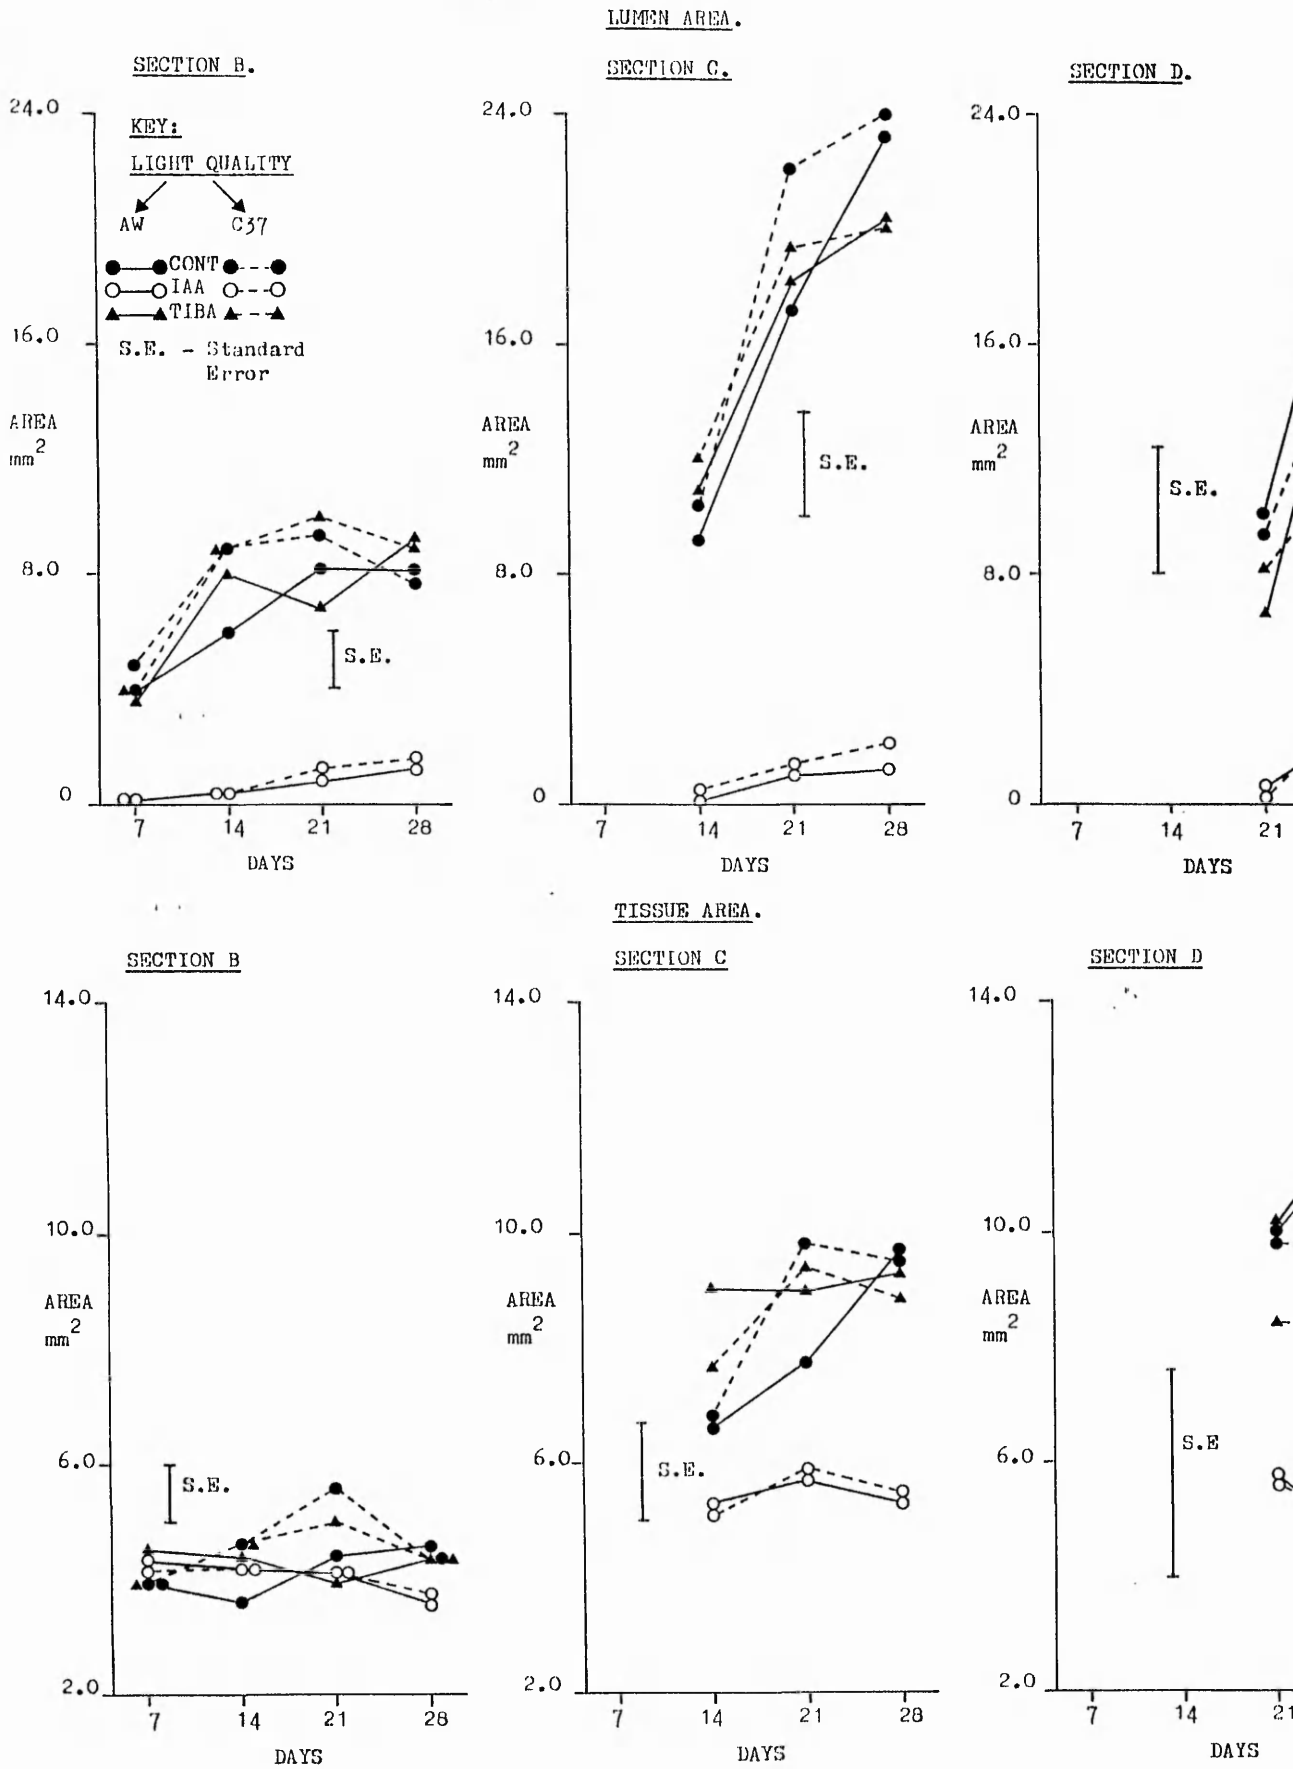 LUMEN AREA.
SECTION B.
SECTION C.
SECTION D.
KEY:
LIGHT QUALITY
AW C37
CONT
IAA
TIBA
S.E. - Standard
Error
24.0
16.0
AREA
mm2
8.0
0
S.E.
7 14 21 28
DAYS
24.0
16.0
AREA
mm2
8.0
0
S.E.
7 14 21 28
DAYS
24.0
16.0
AREA
mm2
8.0
0
S.E.
7 14 21
DAYS
TISSUE AREA.
SECTION B
SECTION C
SECTION D
14.0
10.0
AREA
mm2
6.0
S.E.
2.0
7 14 21 28
DAYS
14.0
10.0
AREA
mm2
6.0
S.E.
2.0
7 14 21 28
DAYS
14.0
10.0
AREA
mm2
6.0
S.E
2.0
7 14 21
DAYS